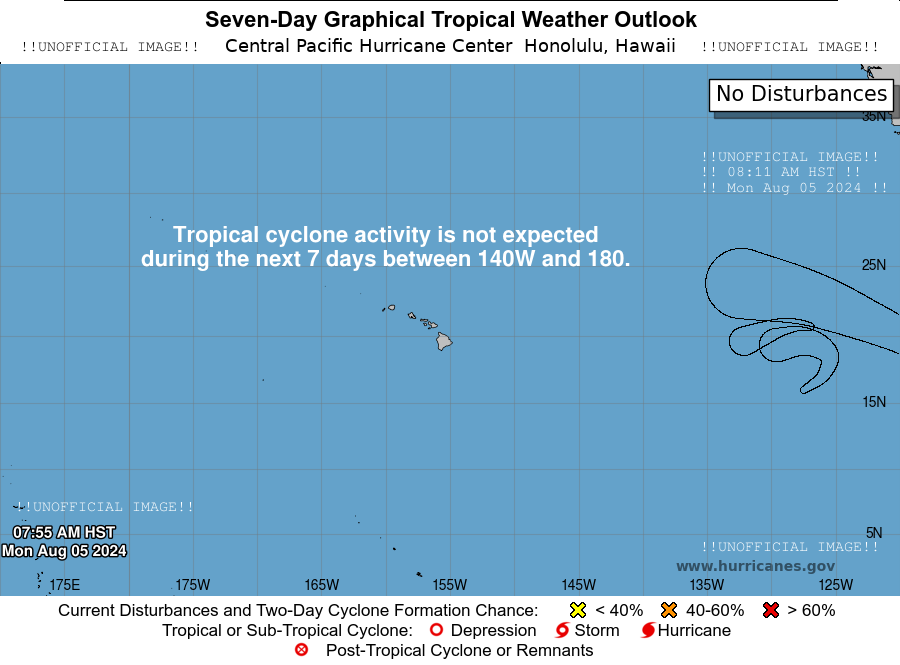 Seven-Day Graphical Tropical Weather Outlook
!!UNOFFICIAL IMAGE!! Central Pacific Hurricane Center Honolulu, Hawaii !!UNOFFICIAL IMAGE!!
No Disturbances
35N
!!UNOFFICIAL IMAGE!!
!! 08:11 AM HST !!
!! Mon Aug 05 2024 !!
Tropical cyclone activity is not expected
during the next 7 days between 140W and 180.
25N
15N
!!UNOFFICIAL IMAGE!!
07:55 AM HST
Mon Aug 05 2024
5N
!!UNOFFICIAL IMAGE!!
www.hurricanes.gov
175E 175W 165W 155W 145W 135W 125W
Current Disturbances and Two-Day Cyclone Formation Chance: < 40% 40-60% > 60%
Tropical or Sub-Tropical Cyclone: Depression Storm Hurricane
Post-Tropical Cyclone or Remnants